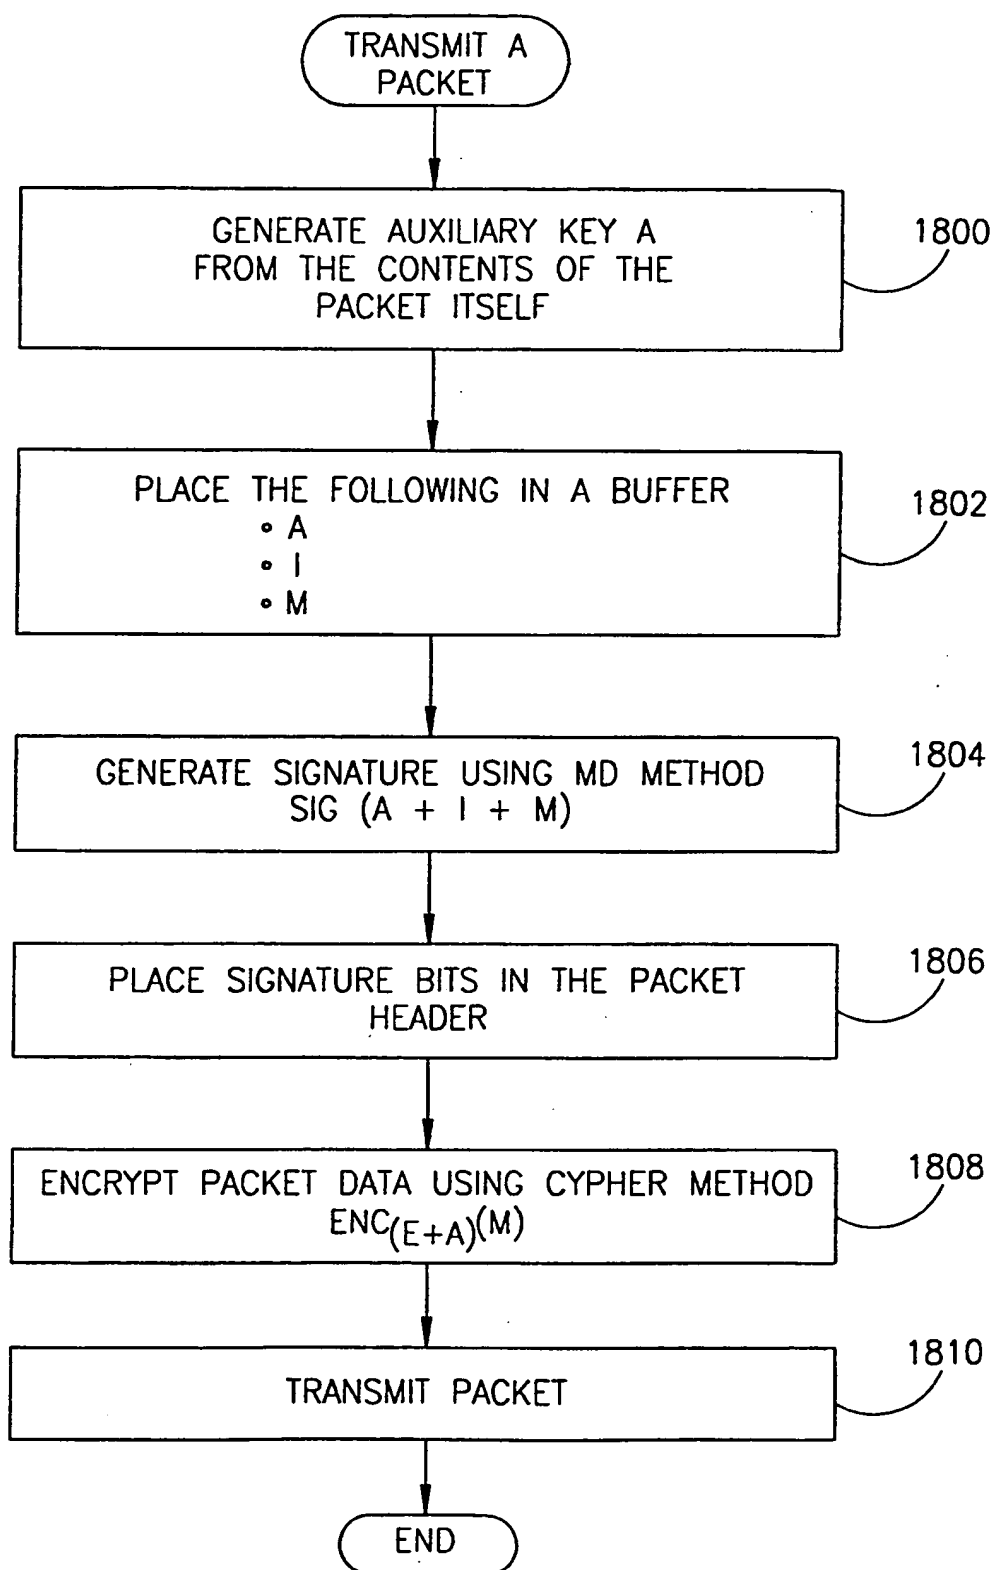 TRANSMIT A
PACKET
GENERATE AUXILIARY KEY A
FROM THE CONTENTS OF THE
PACKET ITSELF
1800
PLACE THE FOLLOWING IN A BUFFER
∘ A
∘ I
∘ M
1802
GENERATE SIGNATURE USING MD METHOD
SIG (A + I + M)
1804
PLACE SIGNATURE BITS IN THE PACKET
HEADER
1806
ENCRYPT PACKET DATA USING CYPHER METHOD
ENC(E+A)(M)
1808
TRANSMIT PACKET
1810
END